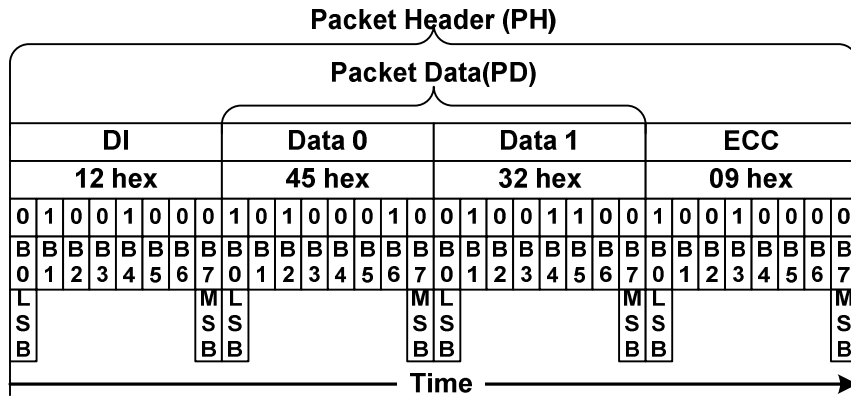 Packet Header (PH)
Packet Data(PD)
DI Data 0 Data 1 ECC
12 hex 45 hex 32 hex 09 hex
0 1 0 0 1 0 0 0 1 0 1 0 0 0 1 0 0 1 0 0 1 1 0 0 1 0 0 1 0 0 0 0
B0 B1 B2 B3 B4 B5 B6 B7 B0 B1 B2 B3 B4 B5 B6 B7 B0 B1 B2 B3 B4 B5 B6 B7 B0 B1 B2 B3 B4 B5 B6 B7
LSB MSB LSB MSB LSB MSB LSB MSB
Time